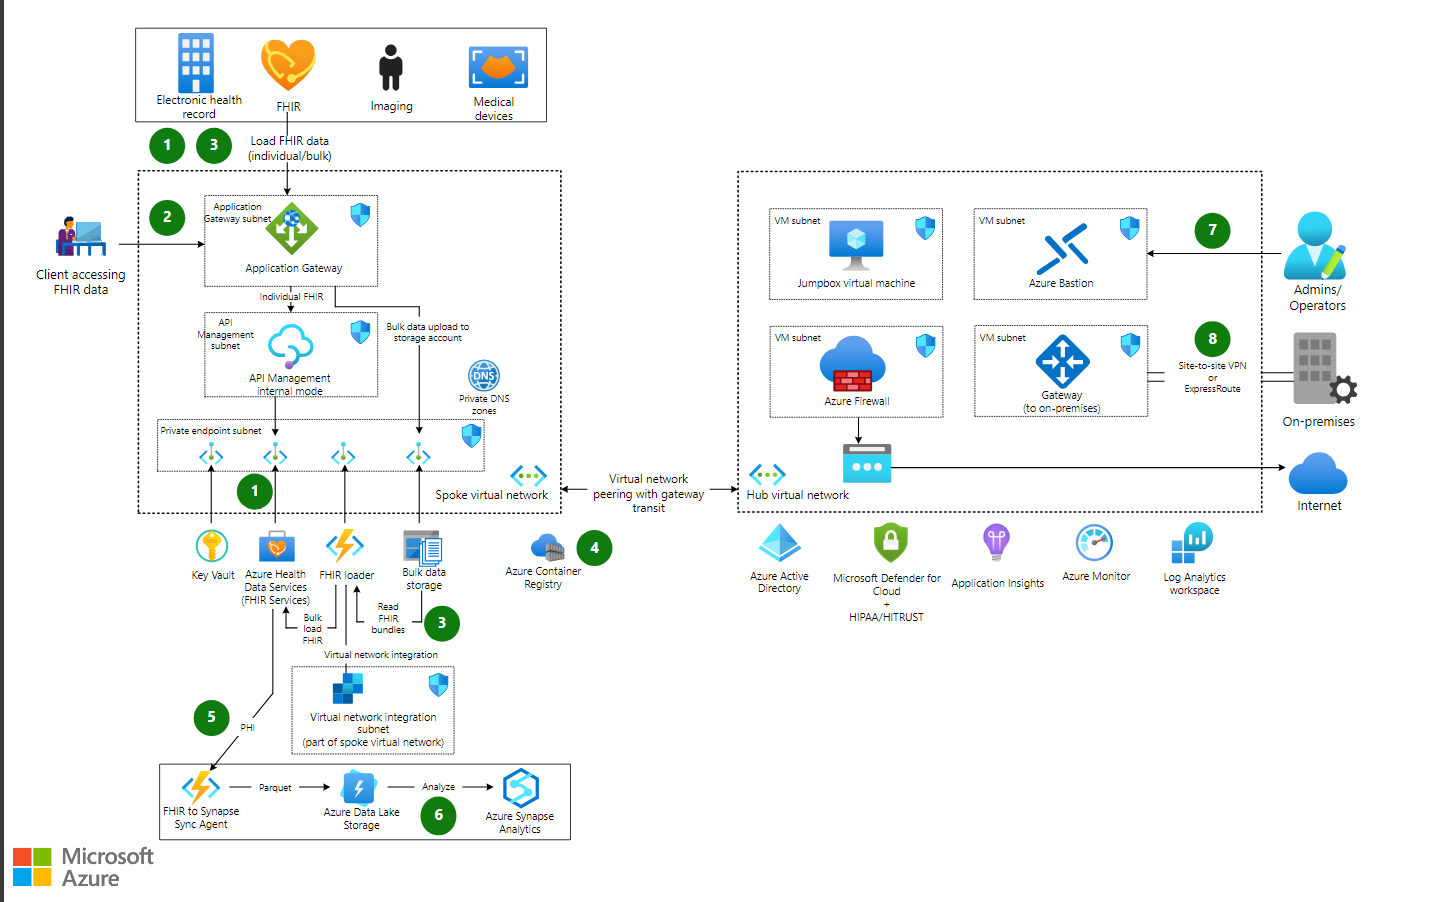 Electronic health
record
FHIR
Imaging
Medical
devices
1
3
Load FHIR data
(individual/bulk)
2
Client accessing
FHIR data
Application
Gateway subnet
Application Gateway
Individual FHIR
API
Management
subnet
API Management
internal mode
Bulk data upload to
storage account
DNS
Private DNS
zones
Private endpoint subnet
1
Spoke virtual network
Virtual network
peering with gateway
transit
VM subnet
Jumpbox virtual machine
VM subnet
Azure Bastion
7
Admins/
Operators
VM subnet
Azure Firewall
VM subnet
Gateway
(to on-premises)
8
Site-to-site VPN
or
ExpressRoute
On-premises
Hub virtual network
Internet
Key Vault
Azure Health
Data Services
(FHIR Services)
FHIR loader
Bulk data
storage
Azure Container
Registry
4
Azure Active
Directory
Microsoft Defender for
Cloud
+
HIPAA/HITRUST
Application Insights
Azure Monitor
Log Analytics
workspace
Bulk
load
FHIR
Read
FHIR
bundles
3
Virtual network integration
Virtual network integration
subnet
(part of spoke virtual network)
5
PHI
FHIR to Synapse
Sync Agent
Parquet
Azure Data Lake
Storage
Analyze
6
Azure Synapse
Analytics
Microsoft
Azure